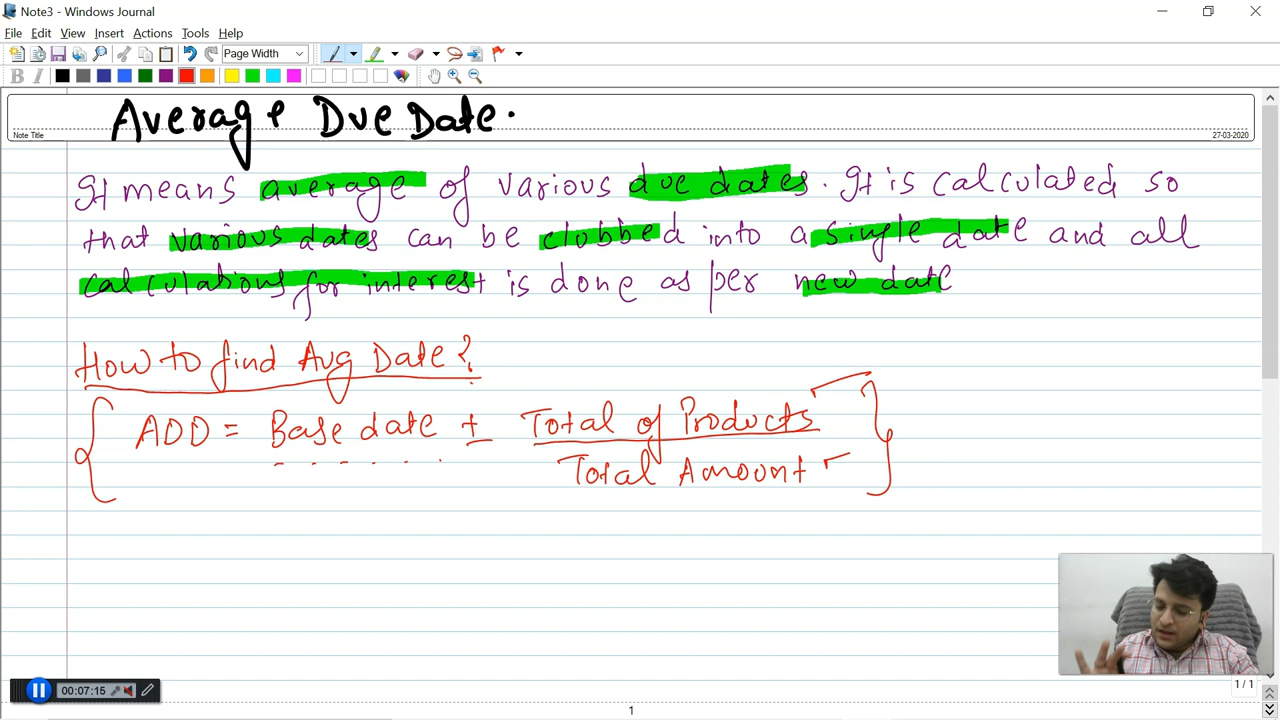 Note3 - Windows Journal
File Edit View Insert Actions Tools Help
Page Width
B I
Average Due Date.
Note Title
27-03-2020
It means average of various due dates. It is calculated so
that various dates can be clubbed into a single date and all
calculations for interest is done as per new date
How to find Avg Date?
ADD = Base date ± Total of Products
Total Amount
00:07:15
1 / 1
1